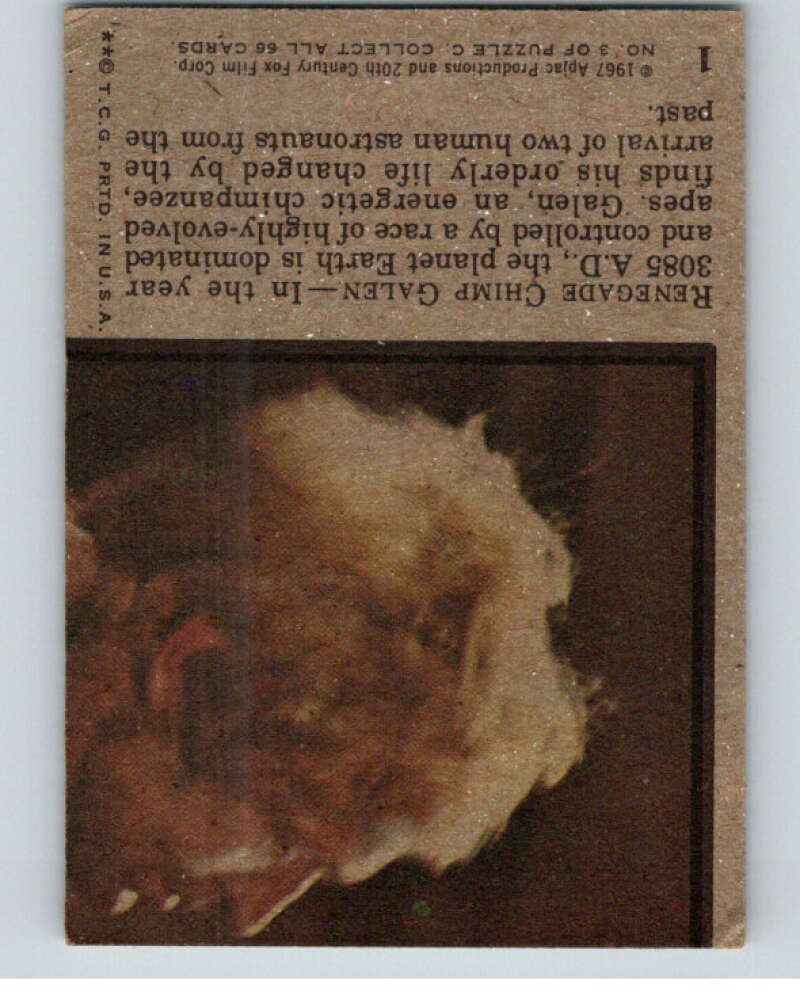 RENEGADE CHIMP GALEN—In the year
3085 A.D., the planet Earth is dominated
and controlled by a race of highly-evolved
apes. Galen, an energetic chimpanzee,
finds his orderly life changed by the
arrival of two human astronauts from the
past.
1
© 1967 Apjac Productions and 20th Century Fox Film Corp.
NO. 3 OF PUZZLE C. COLLECT ALL 66 CARDS.
**© T.C.G. PRTD. IN U.S.A.